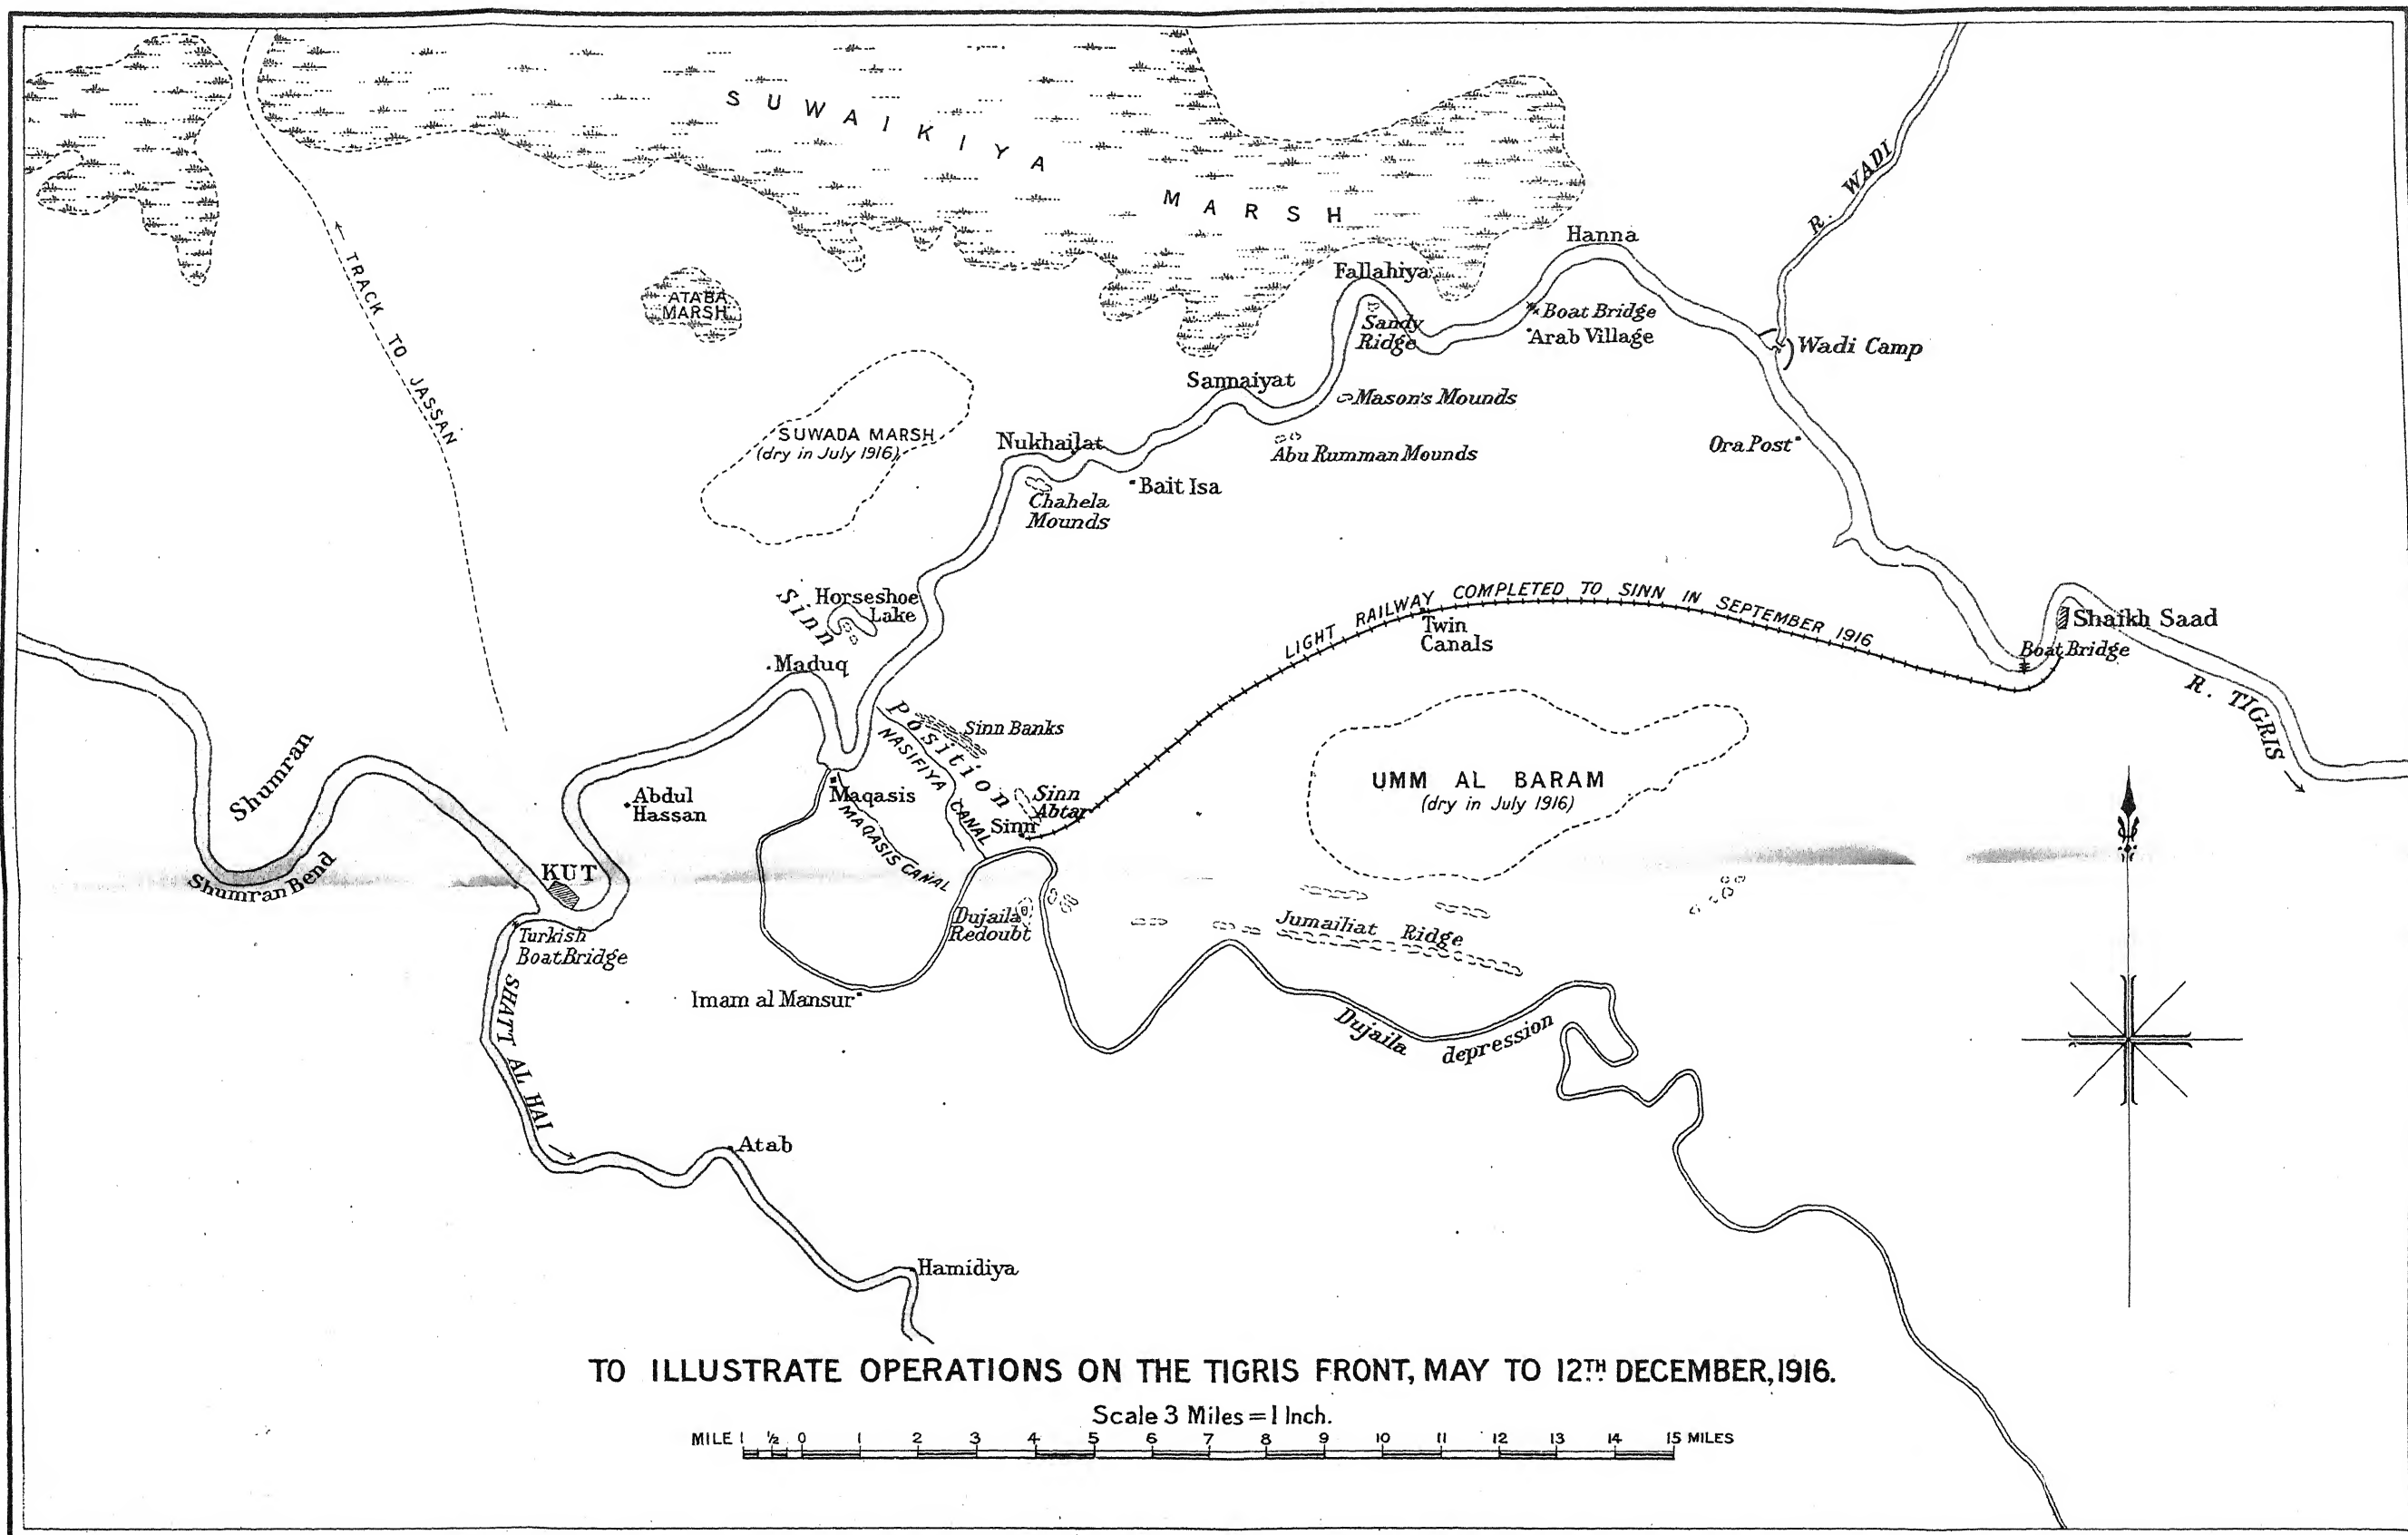 SUWAIKIYA
MARSH
R. WADI
Hanna
Fallahiya
TRACK TO JASSAN
ATABA
MARSH
Boat Bridge
Sandy
Ridge
Arab Village
Wadi Camp
Sannaiyat
Mason's Mounds
SUWADA MARSH
(dry in July 1916)
Nukhailat
Ora Post
Abu Rumman Mounds
Bait Isa
Chahela
Mounds
Sinn
Horseshoe
Lake
LIGHT RAILWAY COMPLETED TO SINN IN SEPTEMBER 1916
Twin
Canals
Shaikh Saad
Boat Bridge
Maduq
R. TIGRIS
Position
Sinn Banks
NASIFIYA CANAL
Shumran
UMM AL BARAM
(dry in July 1916)
Abdul
Hassan
Maqasis
Sinn
Abtar
Sinn
MAQASIS CANAL
Shumran Bend
KUT
Dujaila
Redoubt
Jumailiat Ridge
Turkish
Boat Bridge
SHATT AL HAI
Imam al Mansur
Dujaila depression
Atab
Hamidiya
TO ILLUSTRATE OPERATIONS ON THE TIGRIS FRONT, MAY TO 12TH DECEMBER, 1916.
Scale 3 Miles = 1 Inch.
MILE 1 ½ 0 1 2 3 4 5 6 7 8 9 10 11 12 13 14 15 MILES